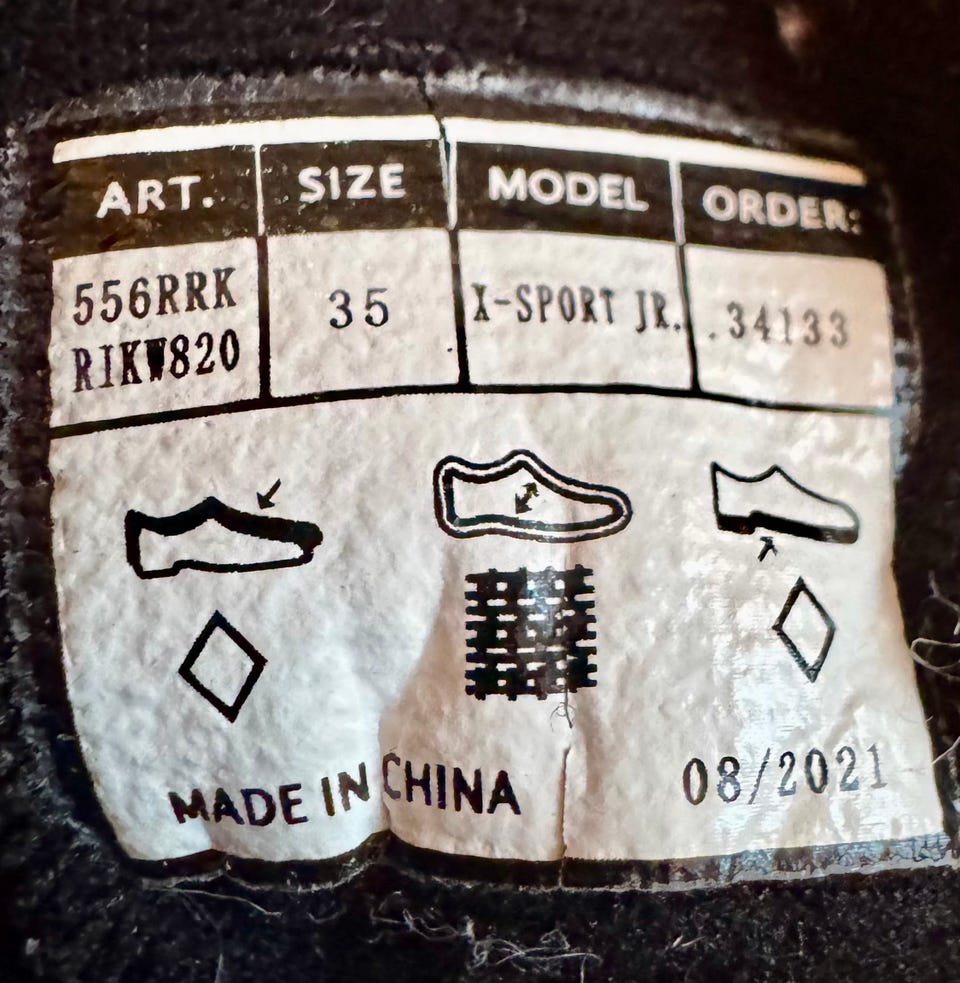 ART. SIZE MODEL ORDER:
556RRK 35 X-SPORT JR. .34133
RIKW820
MADE IN CHINA 08/2021